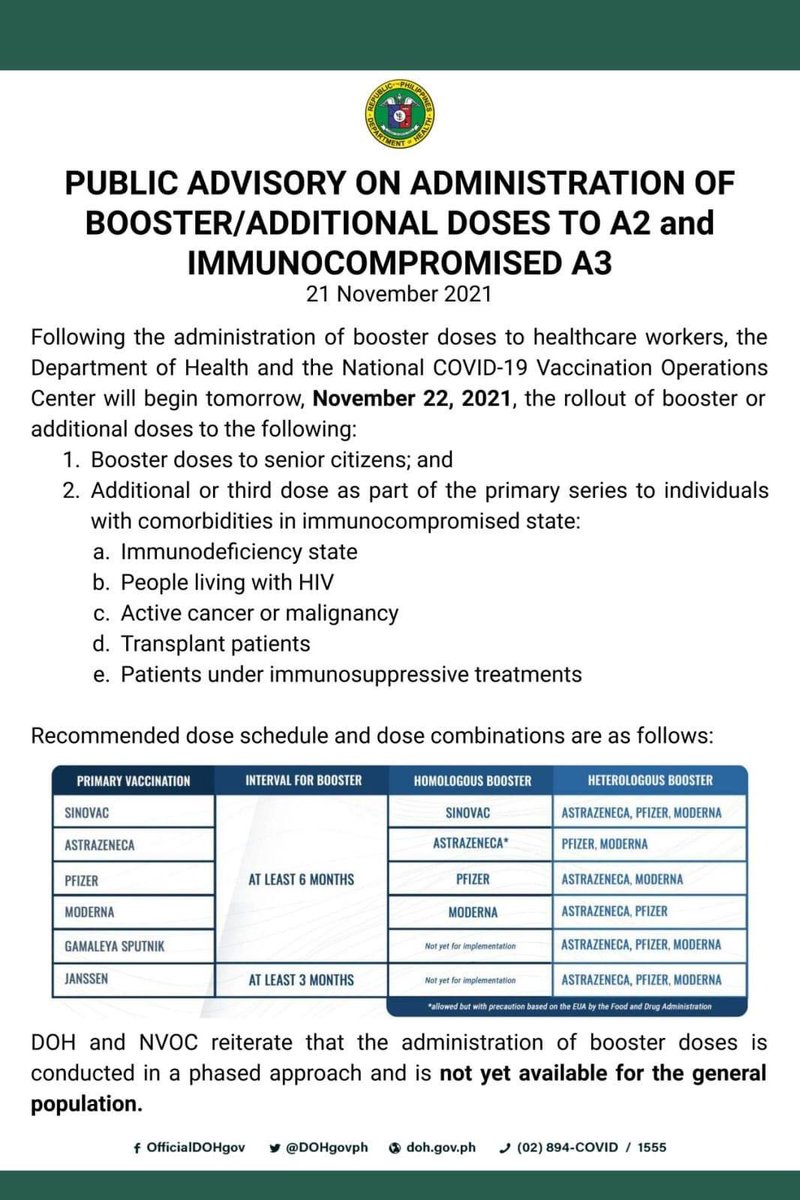 REPUBLIC OF THE PHILIPPINES
DEPARTMENT OF HEALTH
PUBLIC ADVISORY ON ADMINISTRATION OF
BOOSTER/ADDITIONAL DOSES TO A2 and
IMMUNOCOMPROMISED A3
21 November 2021
Following the administration of booster doses to healthcare workers, the
Department of Health and the National COVID-19 Vaccination Operations
Center will begin tomorrow, November 22, 2021, the rollout of booster or
additional doses to the following:
1. Booster doses to senior citizens; and
2. Additional or third dose as part of the primary series to individuals
with comorbidities in immunocompromised state:
a. Immunodeficiency state
b. People living with HIV
c. Active cancer or malignancy
d. Transplant patients
e. Patients under immunosuppressive treatments
Recommended dose schedule and dose combinations are as follows:
PRIMARY VACCINATION INTERVAL FOR BOOSTER HOMOLOGOUS BOOSTER HETEROLOGOUS BOOSTER
SINOVAC SINOVAC ASTRAZENECA, PFIZER, MODERNA
ASTRAZENECA ASTRAZENECA* PFIZER, MODERNA
PFIZER AT LEAST 6 MONTHS PFIZER ASTRAZENECA, MODERNA
MODERNA MODERNA ASTRAZENECA, PFIZER
GAMALEYA SPUTNIK Not yet for implementation ASTRAZENECA, PFIZER, MODERNA
JANSSEN AT LEAST 3 MONTHS Not yet for implementation ASTRAZENECA, PFIZER, MODERNA
*allowed but with precaution based on the EUA by the Food and Drug Administration
DOH and NVOC reiterate that the administration of booster doses is
conducted in a phased approach and is not yet available for the general
population.
OfficialDOHgov @DOHgovph doh.gov.ph (02) 894-COVID / 1555